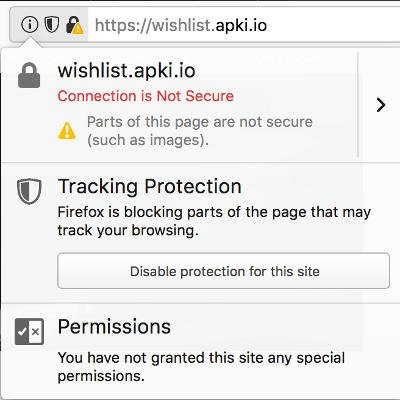 https://wishlist.apki.io
wishlist.apki.io
Connection is Not Secure
Parts of this page are not secure
(such as images).
Tracking Protection
Firefox is blocking parts of the page that may
track your browsing.
Disable protection for this site
Permissions
You have not granted this site any special
permissions.